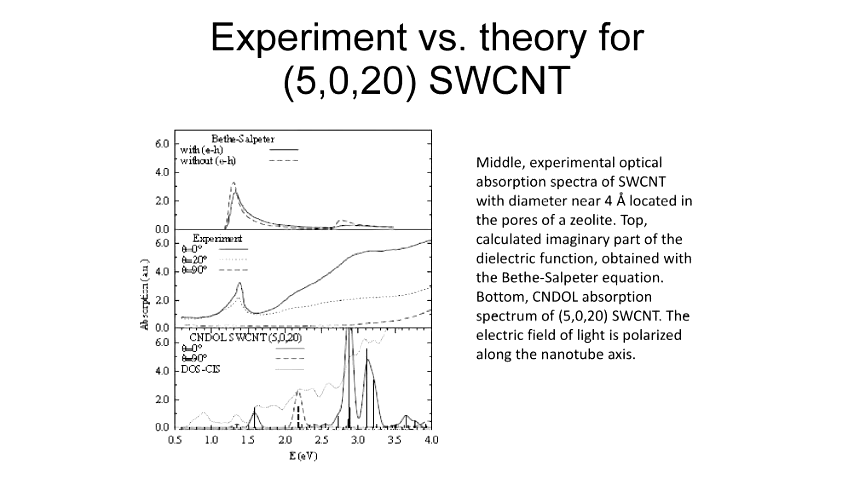 Experiment vs. theory for
(5,0,20) SWCNT
6.0
Bethe-Salpeter
with (e-h)
without (e-h)
4.0
2.0
0.0
6.0
Experiment
θ=0°
θ=20°
θ=90°
4.0
2.0
0.0
Absorption (a.u.)
6.0
CNDOL SWCNT (5,0,20)
θ=0°
θ=90°
DOS-CIS
4.0
2.0
0.0
0.5 1.0 1.5 2.0 2.5 3.0 3.5 4.0
E (eV)
Middle, experimental optical
absorption spectra of SWCNT
with diameter near 4 Å located in
the pores of a zeolite. Top,
calculated imaginary part of the
dielectric function, obtained with
the Bethe-Salpeter equation.
Bottom, CNDOL absorption
spectrum of (5,0,20) SWCNT. The
electric field of light is polarized
along the nanotube axis.